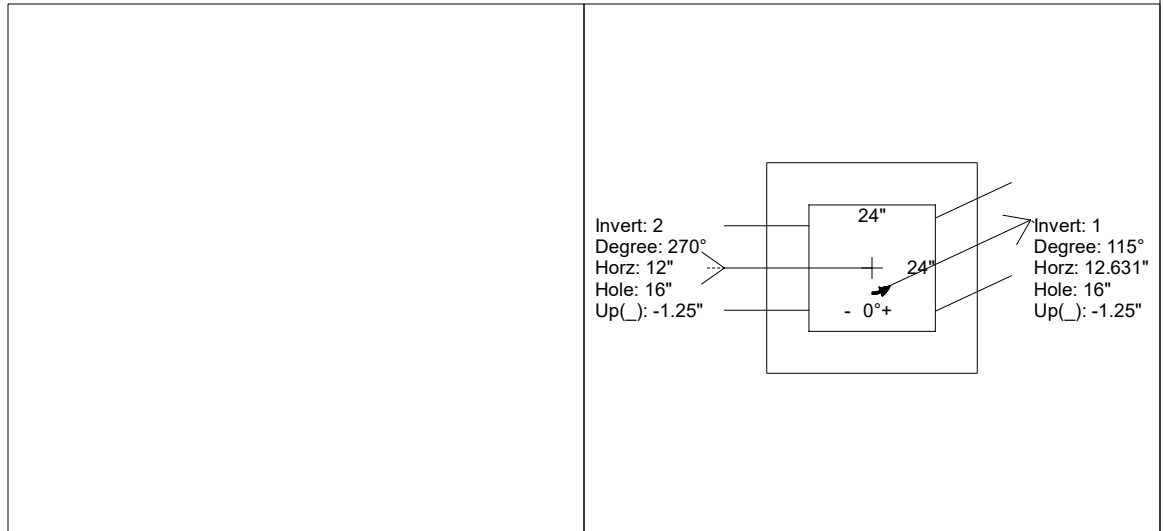 24"
Invert: 2
Degree: 270°
Horz: 12"
Hole: 16"
Up(_): -1.25"
24"
- 0°+
Invert: 1
Degree: 115°
Horz: 12.631"
Hole: 16"
Up(_): -1.25"